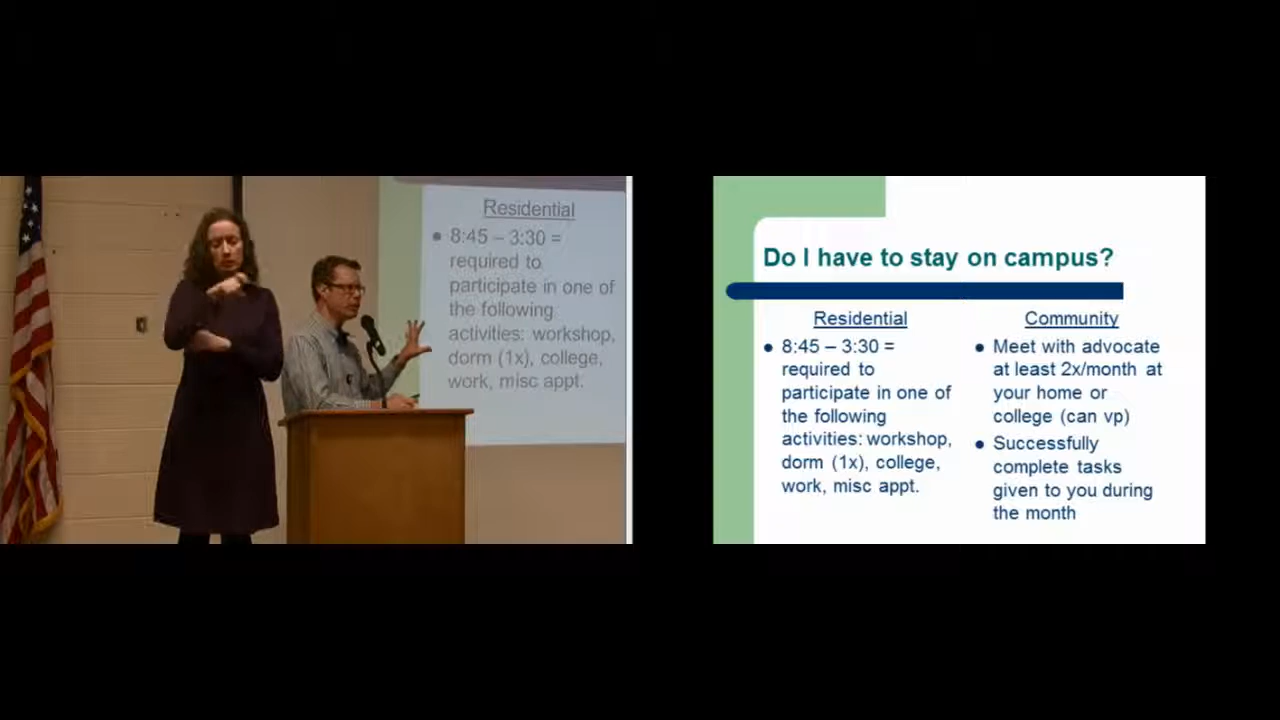 Residential
• 8:45 – 3:30 =
required to
participate in one of
the following
activities: workshop,
dorm (1x), college,
work, misc appt.
Do I have to stay on campus?
Residential
• 8:45 – 3:30 =
required to
participate in one of
the following
activities: workshop,
dorm (1x), college,
work, misc appt.
Community
• Meet with advocate
at least 2x/month at
your home or
college (can vp)
• Successfully
complete tasks
given to you during
the month